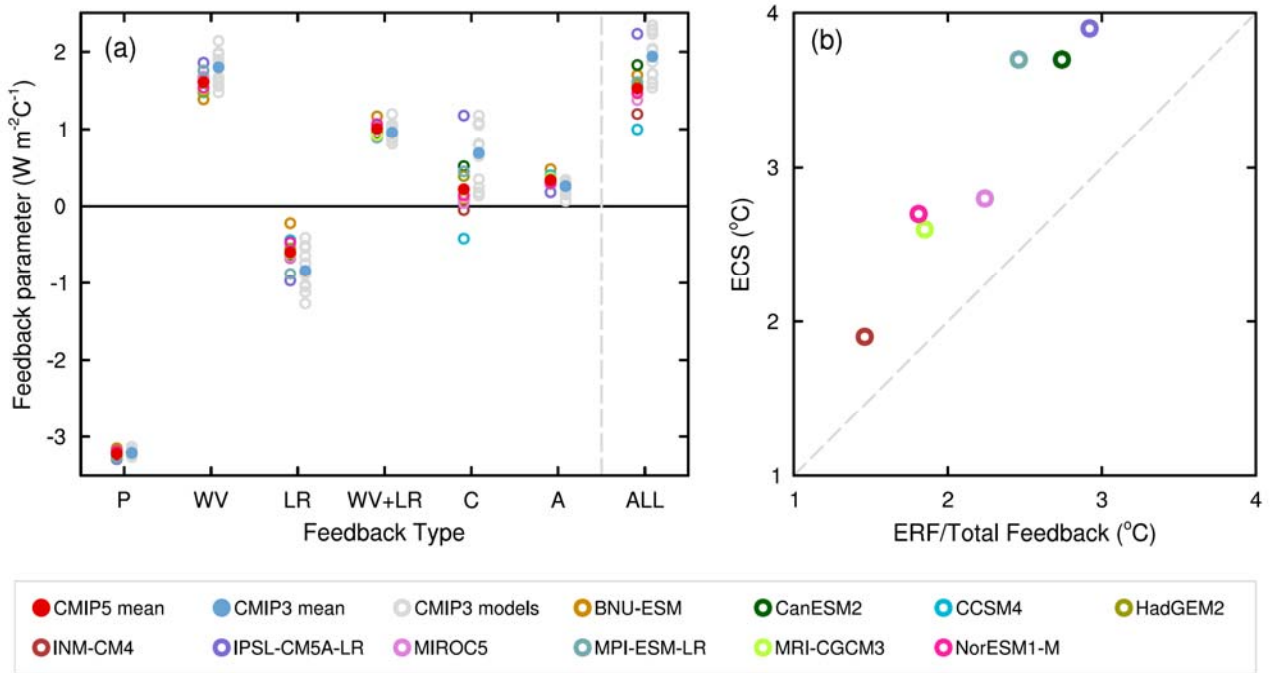 (a)
Feedback parameter (W m⁻²C⁻¹)
2
1
0
-1
-2
-3
P WV LR WV+LR C A ALL
Feedback Type
(b)
ECS (°C)
4
3
2
1
1 2 3 4
ERF/Total Feedback (°C)
CMIP5 mean CMIP3 mean CMIP3 models BNU-ESM CanESM2 CCSM4 HadGEM2
INM-CM4 IPSL-CM5A-LR MIROC5 MPI-ESM-LR MRI-CGCM3 NorESM1-M